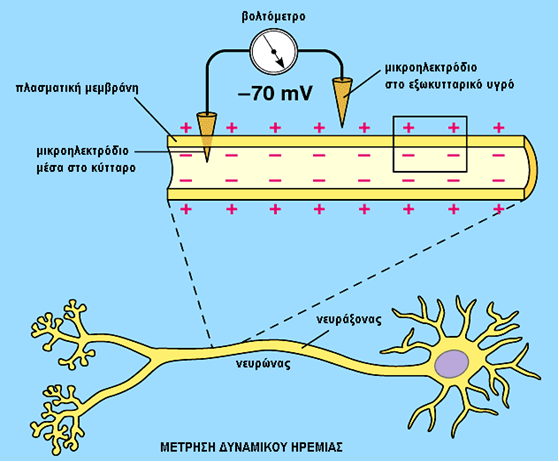 βολτόμετρο
πλασματική μεμβράνη
μικροηλεκτρόδιο
στο εξωκυτταρικό υγρό
–70 mV
+ + + + + + + +
μικροηλεκτρόδιο
μέσα στο κύτταρο
– – – – – – – –
– – – – – – – –
+ + + + + + + +
νευράξονας
νευρώνας
ΜΕΤΡΗΣΗ ΔΥΝΑΜΙΚΟΥ ΗΡΕΜΙΑΣ